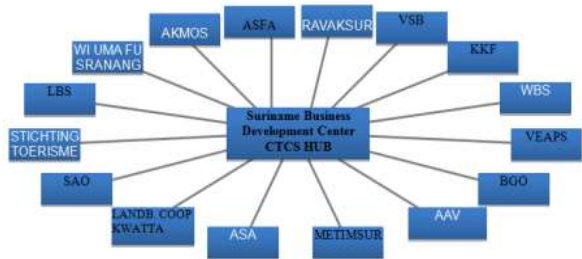 AKMOS
ASFA
RAVAKSUR
VSB
WI UMA FU
SRANANG
KKF
LBS
WBS
Suriname Business
Development Center
CTCS HUB
STICHTING
TOERISME
VEAPS
SAO
BGO
LANDB. COOP
KWATTA
ASA
METIMSUR
AAV